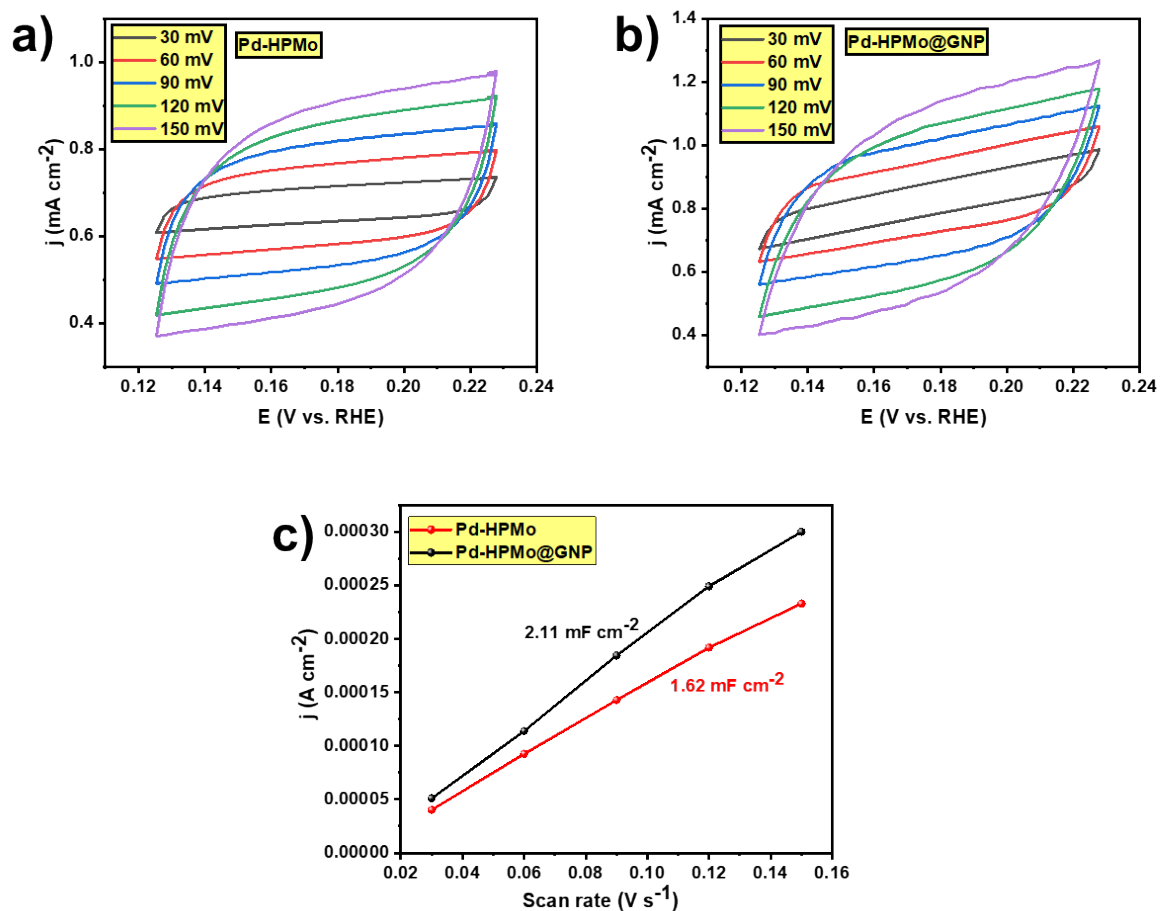 a)
30 mV
60 mV
90 mV
120 mV
150 mV
Pd-HPMo
1.0
0.8
0.6
0.4
j (mA cm-2)
0.12 0.14 0.16 0.18 0.20 0.22 0.24
E (V vs. RHE)
b)
30 mV
60 mV
90 mV
120 mV
150 mV
Pd-HPMo@GNP
1.4
1.2
1.0
0.8
0.6
0.4
j (mA cm-2)
0.12 0.14 0.16 0.18 0.20 0.22 0.24
E (V vs. RHE)
c)
Pd-HPMo
Pd-HPMo@GNP
0.00030
0.00025
0.00020
0.00015
0.00010
0.00005
0.00000
j (A cm-2)
2.11 mF cm-2
1.62 mF cm-2
0.02 0.04 0.06 0.08 0.10 0.12 0.14 0.16
Scan rate (V s-1)